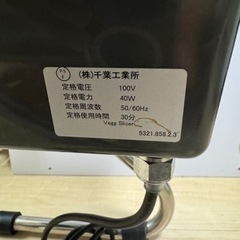 PS
E
(株)千葉工業所
定格電圧 100V
定格電力 40W
定格周波数 50/60Hz
定格使用時間 30分
Vegg Slicer
5321.858.2.3